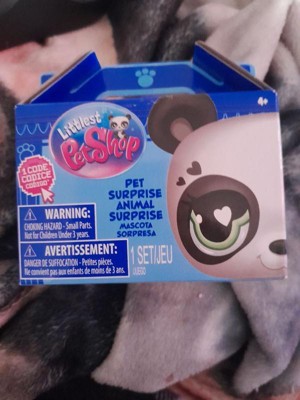 4+
Littlest
PetShop
1 CODE
CODICE
CÓDIGO
PET
SURPRISE
ANIMAL
SURPRISE
MASCOTA
SORPRESA
WARNING:
CHOKING HAZARD - Small Parts.
Not for Children Under 3 years.
AVERTISSEMENT:
DANGER DE SUFFOCATION - Petites pièces.
Ne convient pas aux enfants de moins de 3 ans.
1 SET/JEU
JUEGO